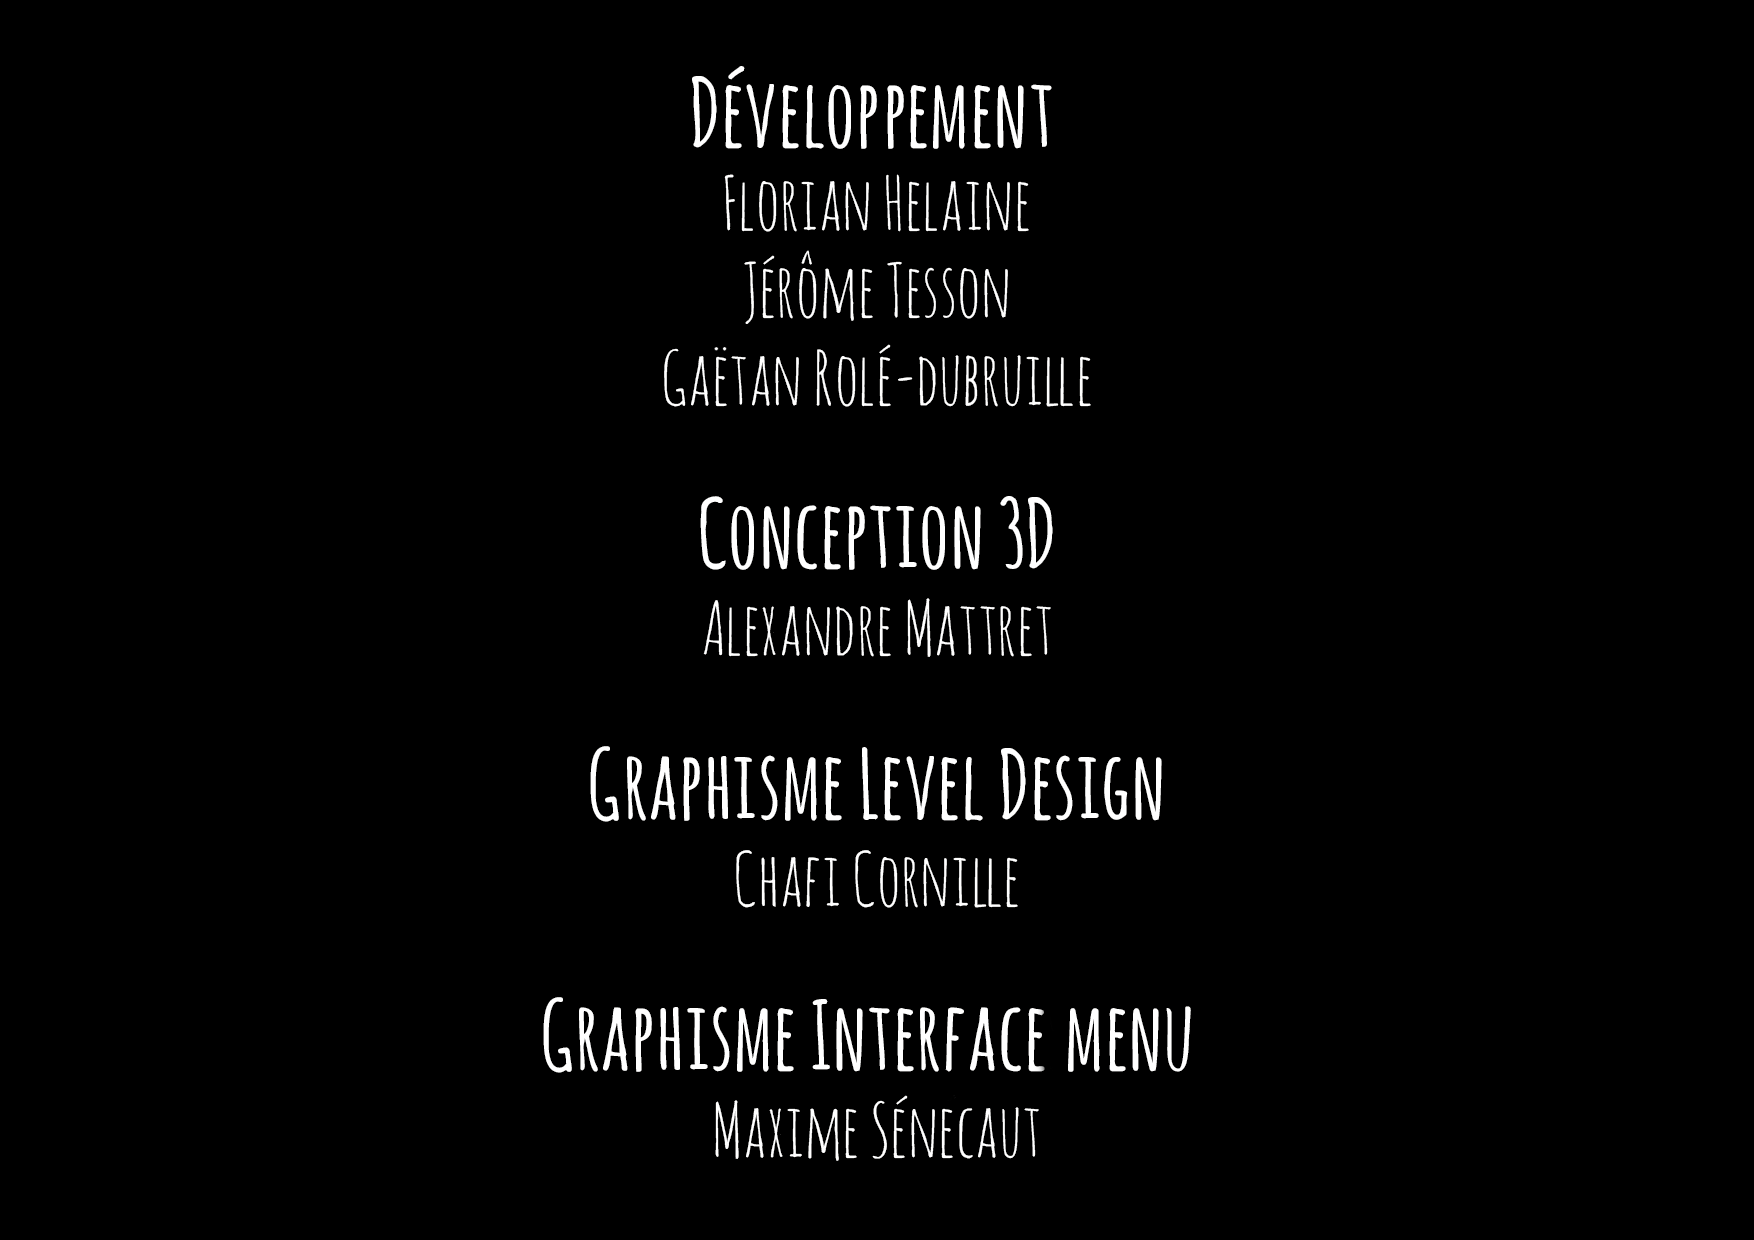 Développement
Florian Helaine
Jérôme Tesson
Gaëtan Rolé-dubruille
Conception 3D
Alexandre Mattret
Graphisme Level Design
Chafi Cornille
Graphisme Interface menu
Maxime Sénecaut